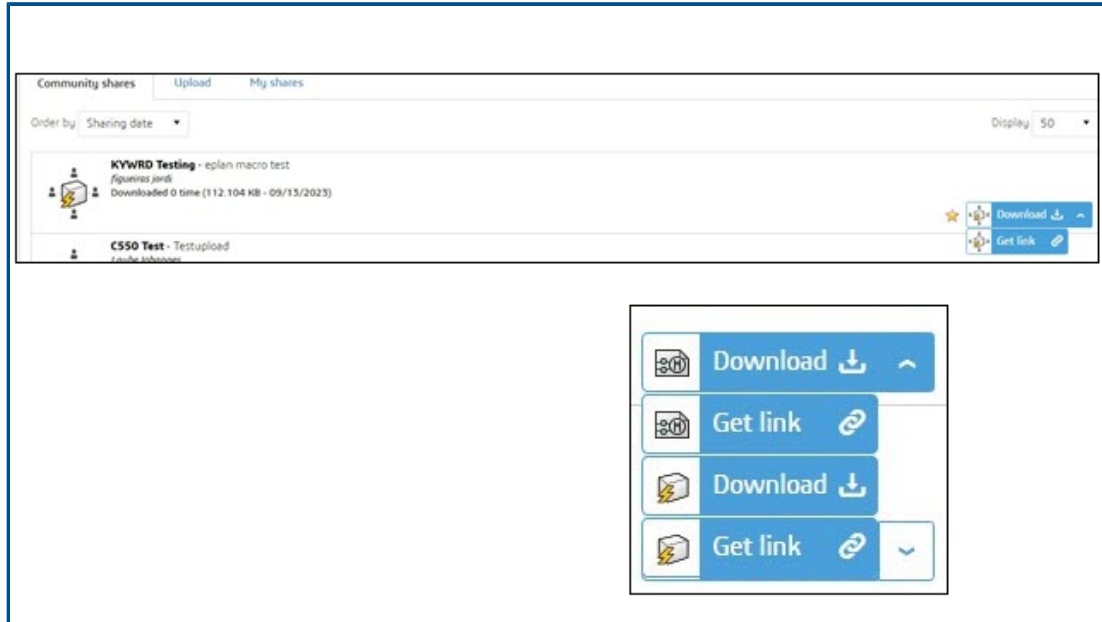 Community shares Upload My shares
Order by Sharing date Display 50
KYWRD Testing - eplan macro test
figueiras jordi
Downloaded 0 time (112.104 KB - 09/13/2023)
Download
Get link
C550 Test - Testupload
Laube Johannes
Download
Get link
Download
Get link